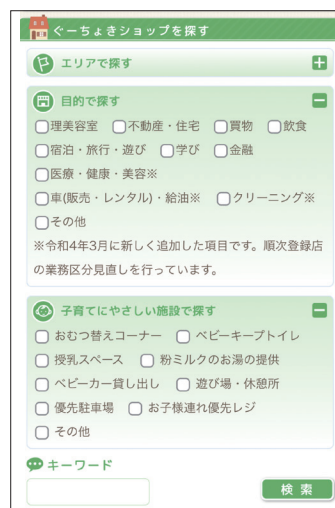 ぐーちょきショップを探す
エリアで探す
目的で探す
理美容室 不動産・住宅 買物 飲食
宿泊・旅行・遊び 学び 金融
医療・健康・美容※
車(販売・レンタル)・給油※ クリーニング※
その他
※令和4年3月に新しく追加した項目です。順次登録店
の業務区分見直しを行っています。
子育てにやさしい施設で探す
おむつ替えコーナー ベビーキープトイレ
授乳スペース 粉ミルクのお湯の提供
ベビーカー貸し出し 遊び場・休憩所
優先駐車場 お子様連れ優先レジ
その他
キーワード
検索